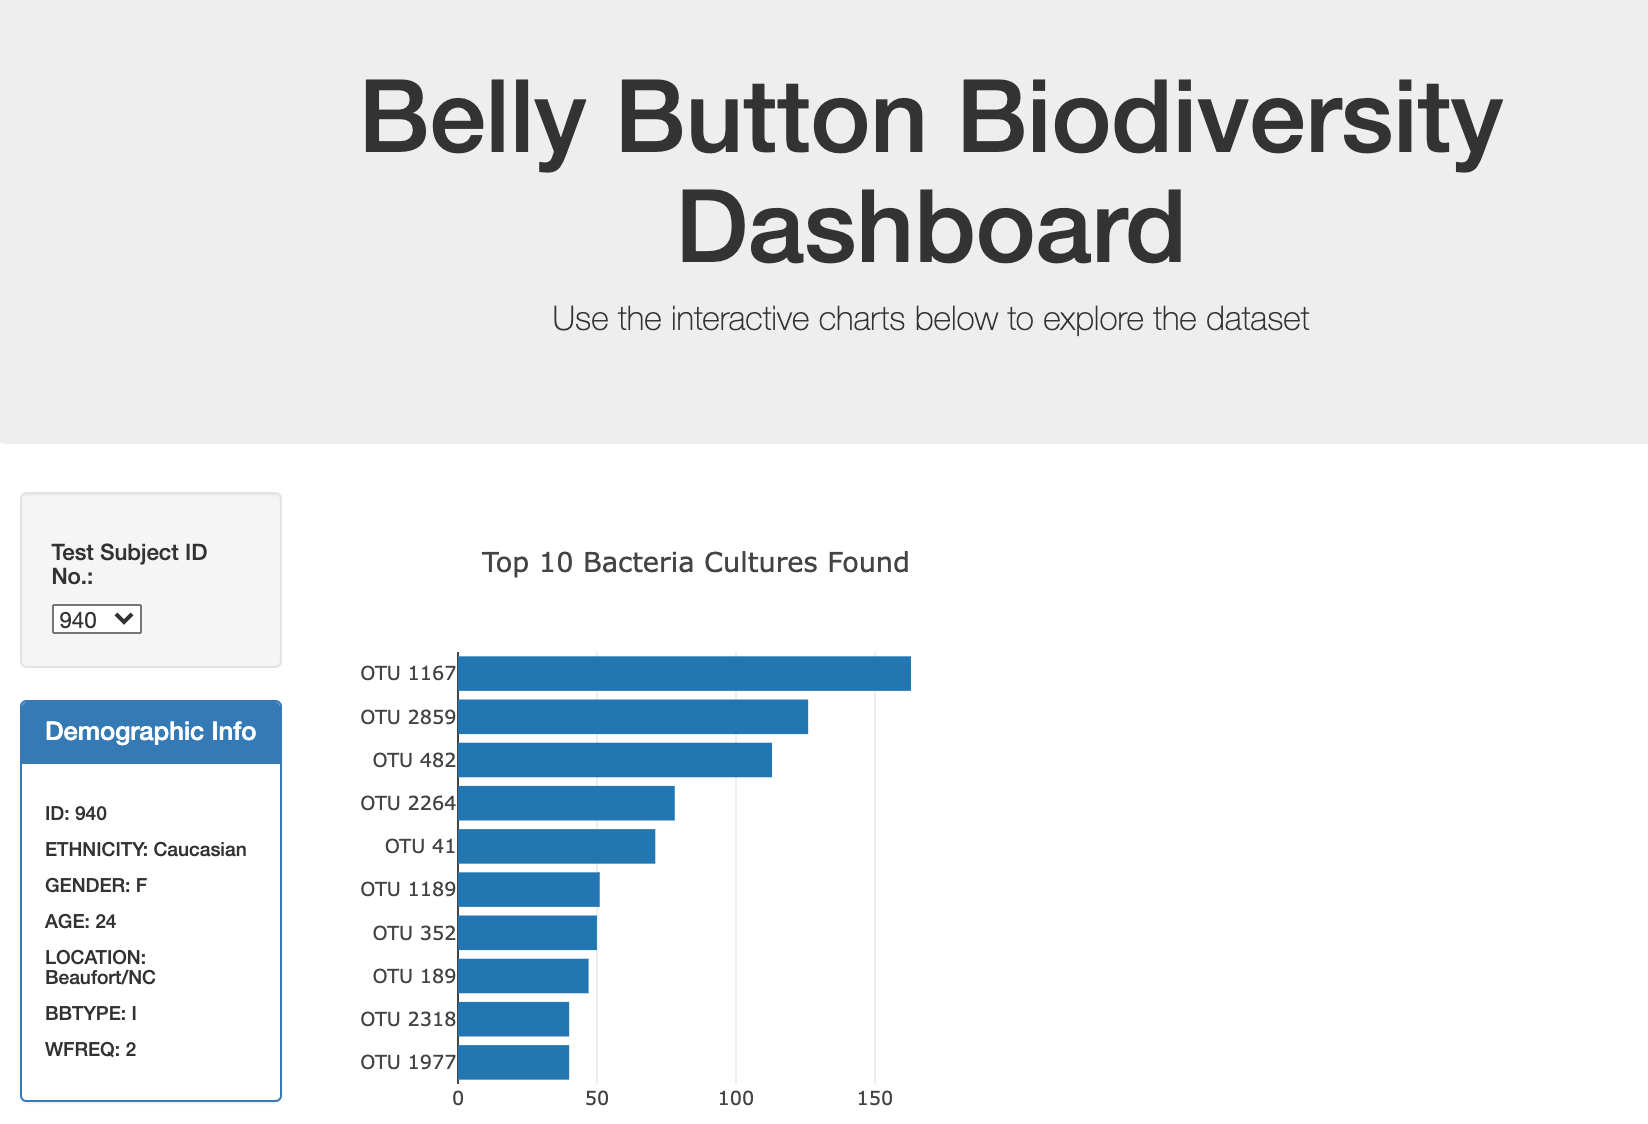 Belly Button Biodiversity
Dashboard
Use the interactive charts below to explore the dataset
Test Subject ID
No.:
940
Demographic Info
ID: 940
ETHNICITY: Caucasian
GENDER: F
AGE: 24
LOCATION:
Beaufort/NC
BBTYPE: I
WFREQ: 2
Top 10 Bacteria Cultures Found
OTU 1167
OTU 2859
OTU 482
OTU 2264
OTU 41
OTU 1189
OTU 352
OTU 189
OTU 2318
OTU 1977
0 50 100 150